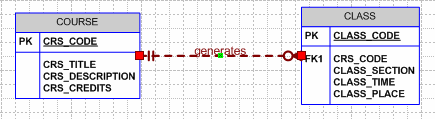 COURSE
PK CRS_CODE
CRS_TITLE
CRS_DESCRIPTION
CRS_CREDITS
generates
CLASS
PK CLASS_CODE
FK1 CRS_CODE
CLASS_SECTION
CLASS_TIME
CLASS_PLACE